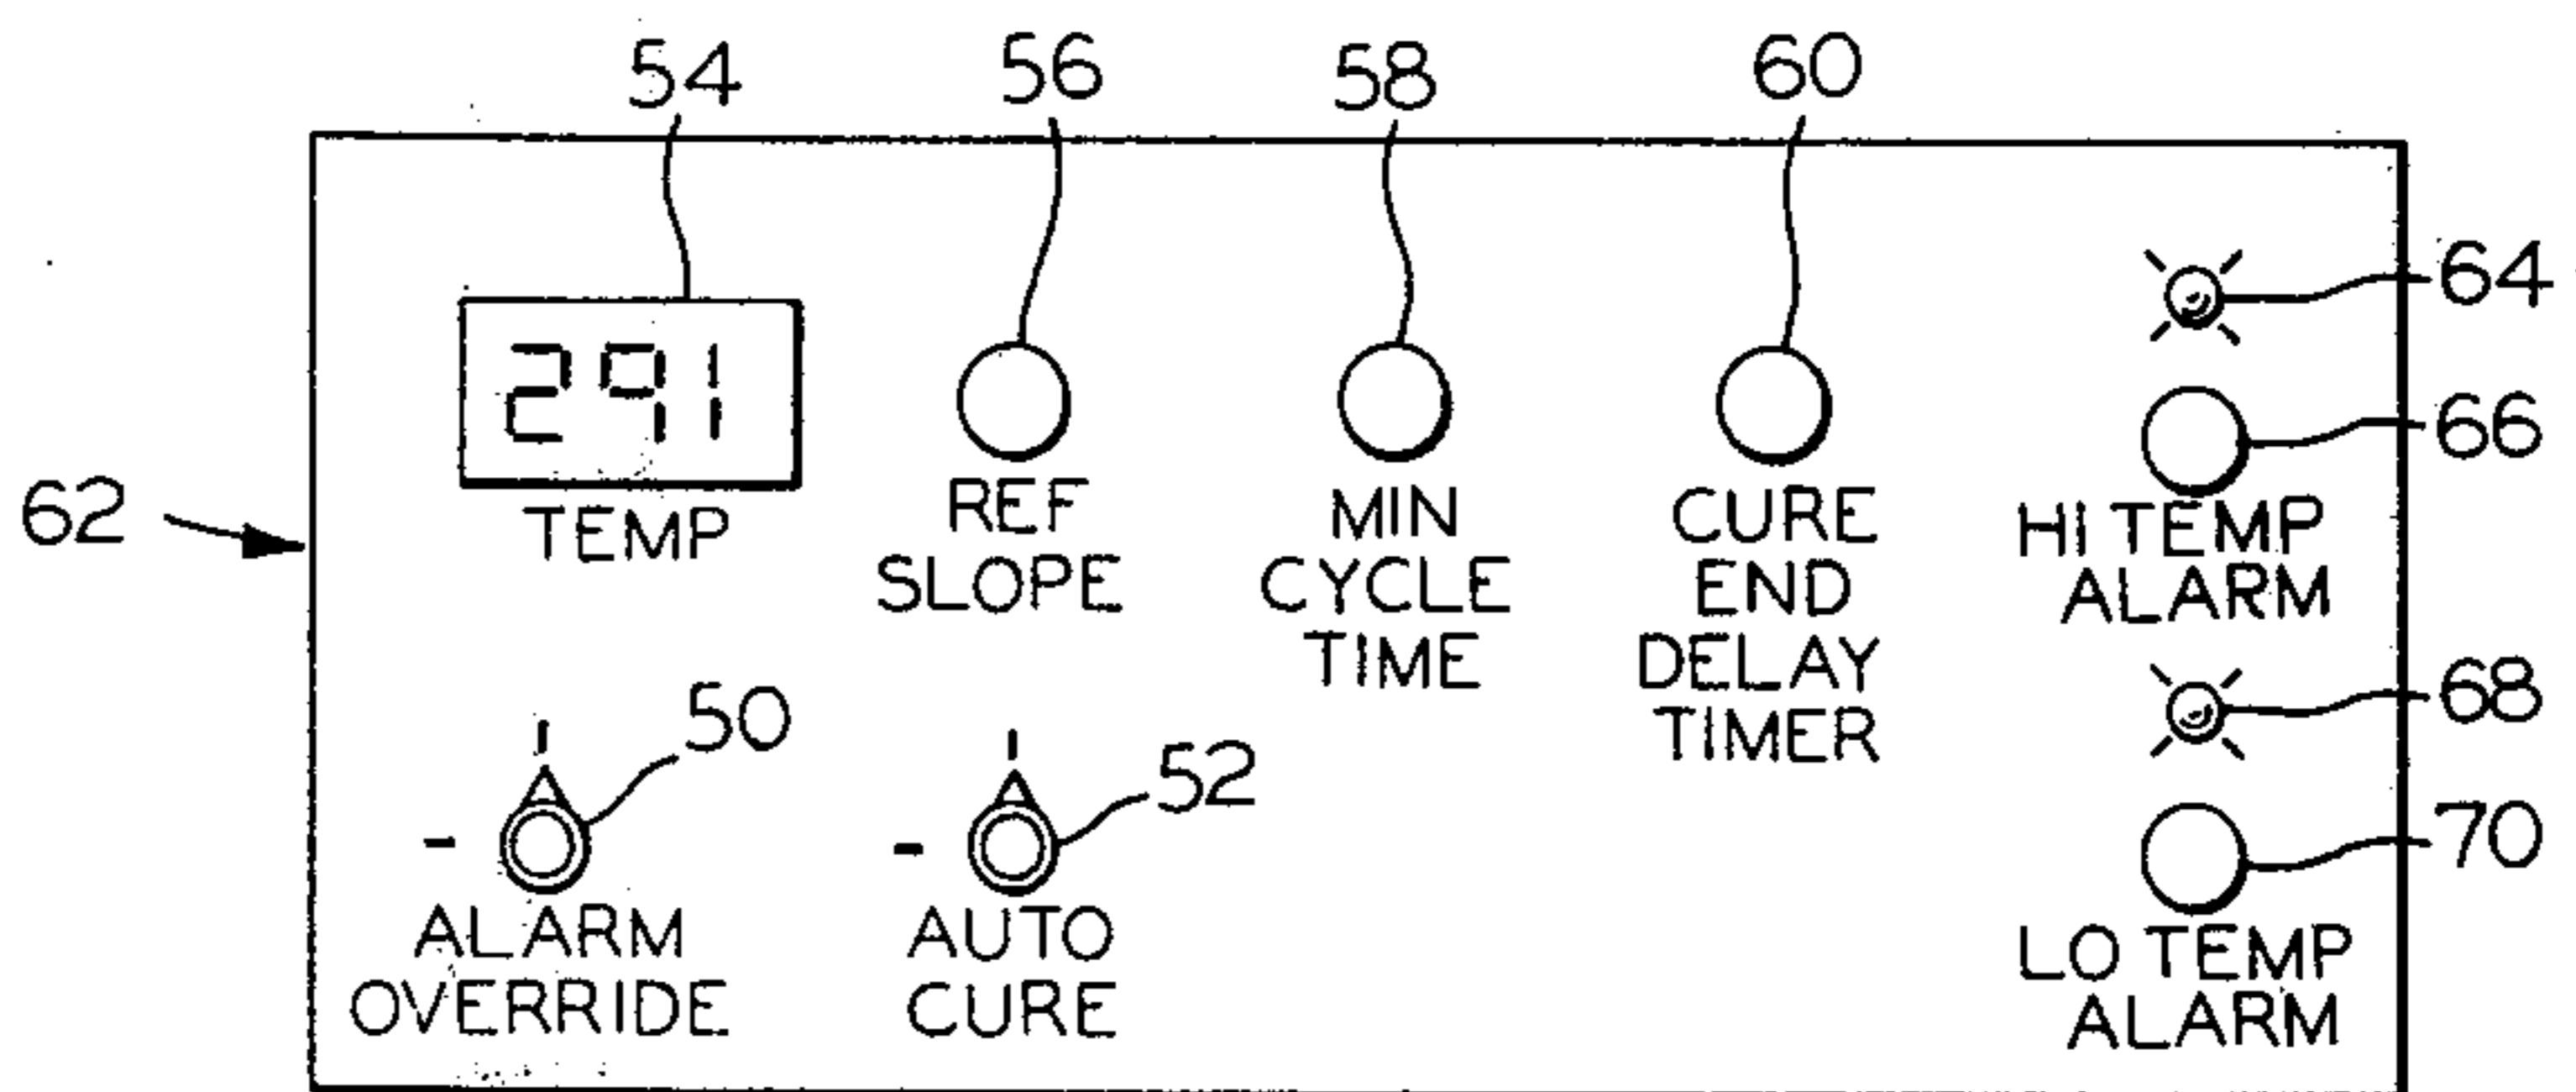 54
56
58
60
64
291
66
62
TEMP
REF
SLOPE
MIN
CYCLE
TIME
CURE
END
DELAY
TIMER
HI TEMP
ALARM
68
50
52
70
ALARM
OVERRIDE
AUTO
CURE
LO TEMP
ALARM